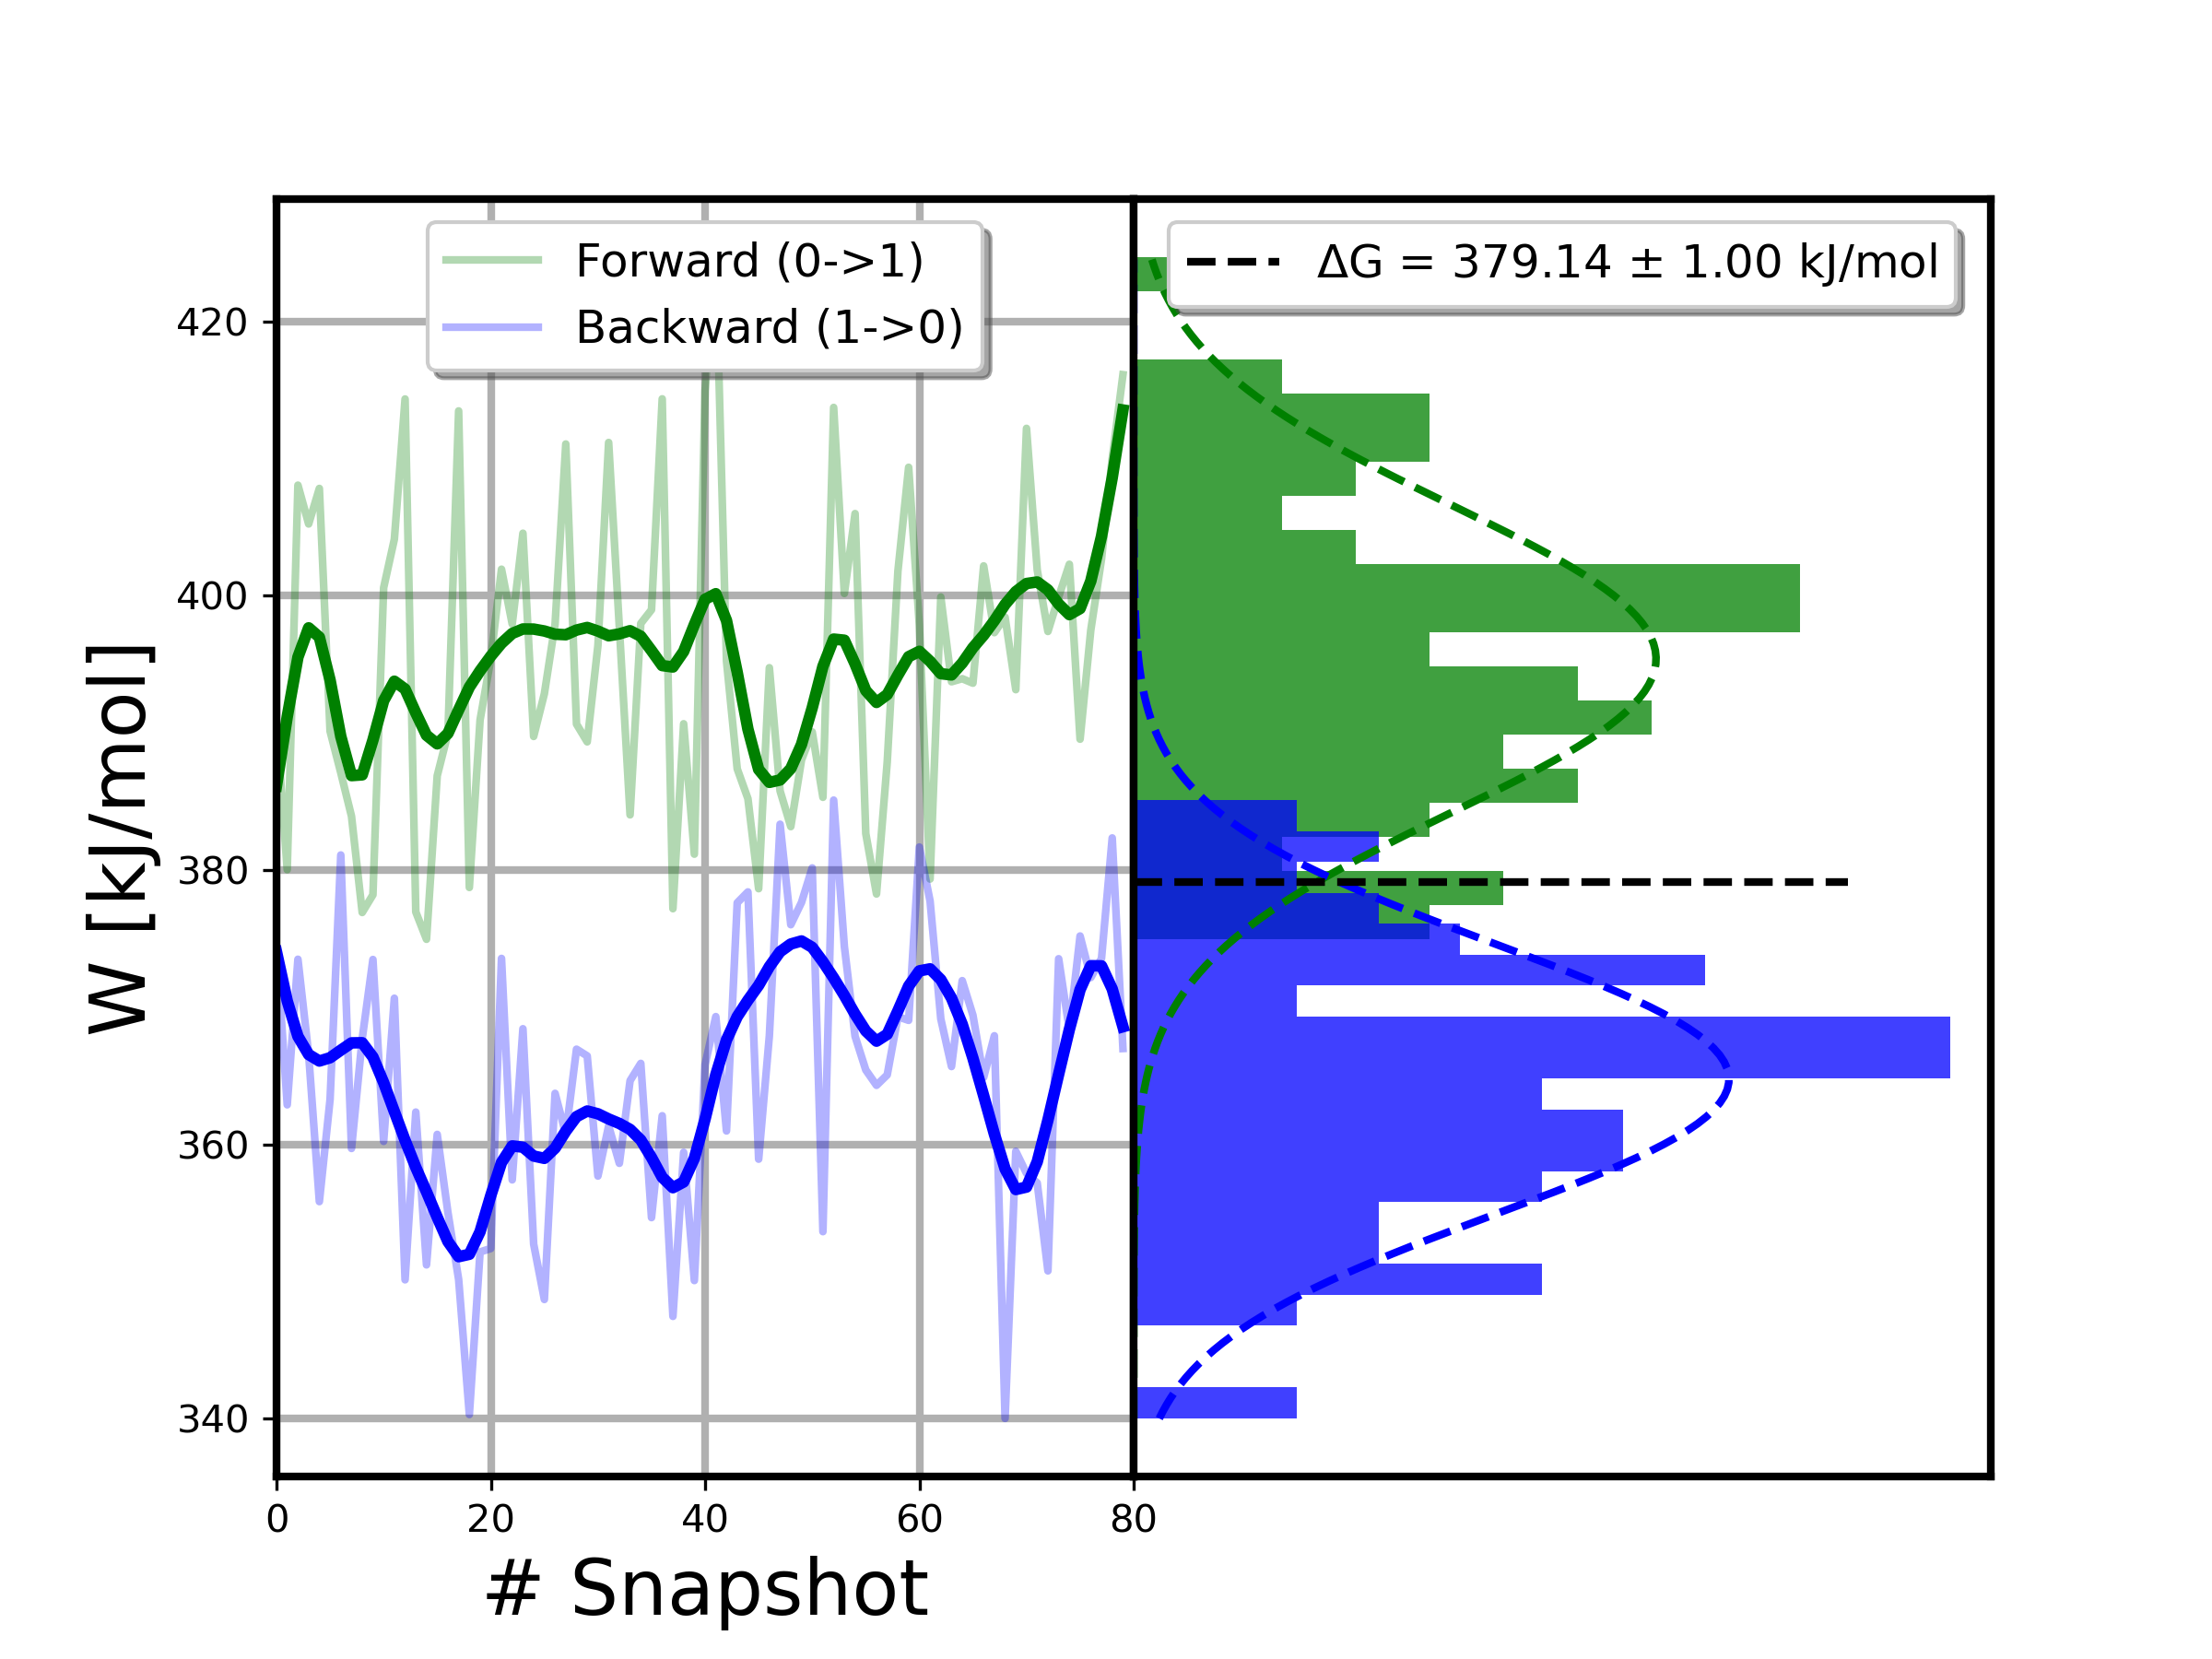 Forward (0->1)
Backward (1->0)
ΔG = 379.14 ± 1.00 kJ/mol
W [kJ/mol]
420
400
380
360
340
0 20 40 60 80
# Snapshot